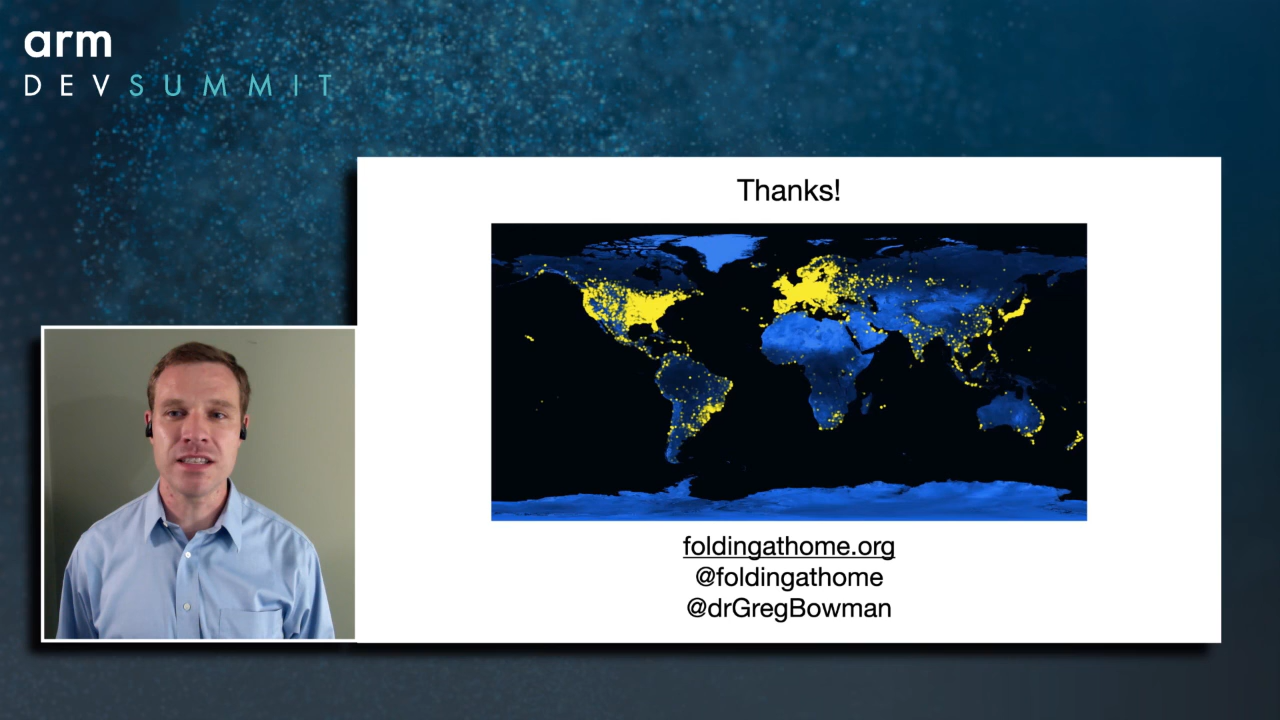 arm
DEVSUMMIT
Thanks!
foldingathome.org
@foldingathome
@drGregBowman